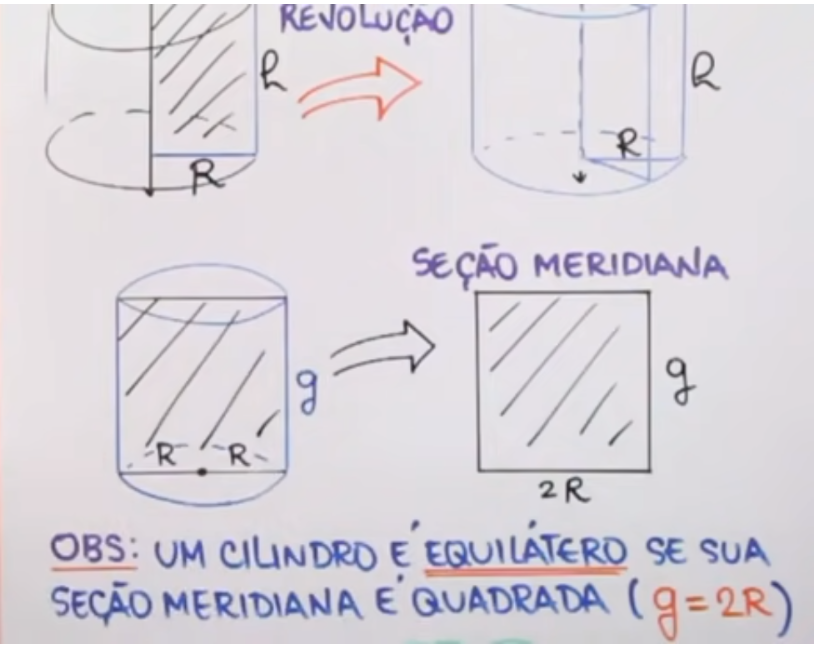 REVOLUÇÃO
h
R
h
R
SEÇÃO MERIDIANA
g
R R
g
2R
OBS: UM CILINDRO É EQUILÁTERO SE SUA
SEÇÃO MERIDIANA É QUADRADA (g=2R)